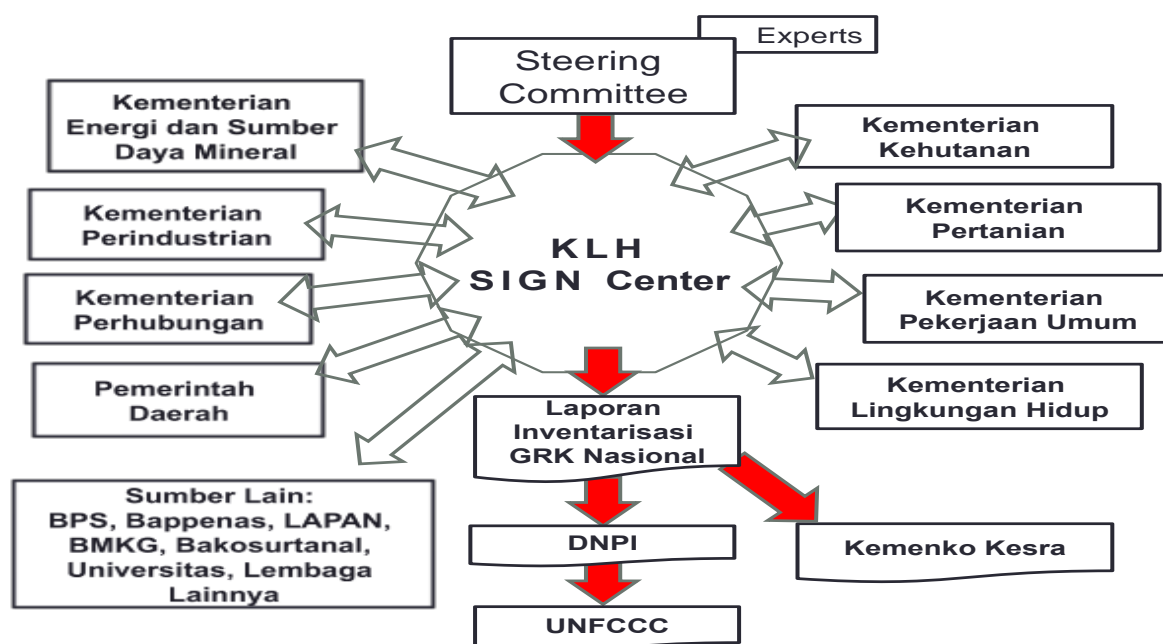 Experts
Steering
Committee
Kementerian
Energi dan Sumber
Daya Mineral
Kementerian
Perindustrian
Kementerian
Perhubungan
Pemerintah
Daerah
Sumber Lain:
BPS, Bappenas, LAPAN,
BMKG, Bakosurtanal,
Universitas, Lembaga
Lainnya
KLH
SIGN Center
Kementerian
Kehutanan
Kementerian
Pertanian
Kementerian
Pekerjaan Umum
Kementerian
Lingkungan Hidup
Laporan
Inventarisasi
GRK Nasional
DNPI
Kemenko Kesra
UNFCCC